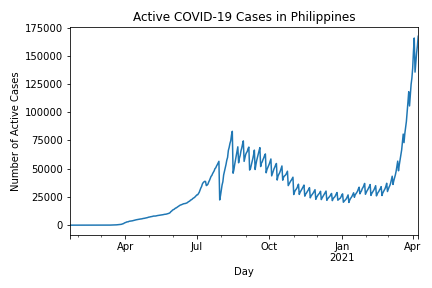 Active COVID-19 Cases in Philippines
175000
150000
125000
100000
75000
50000
25000
0
Number of Active Cases
Apr
Jul
Oct
Jan
2021
Apr
Day